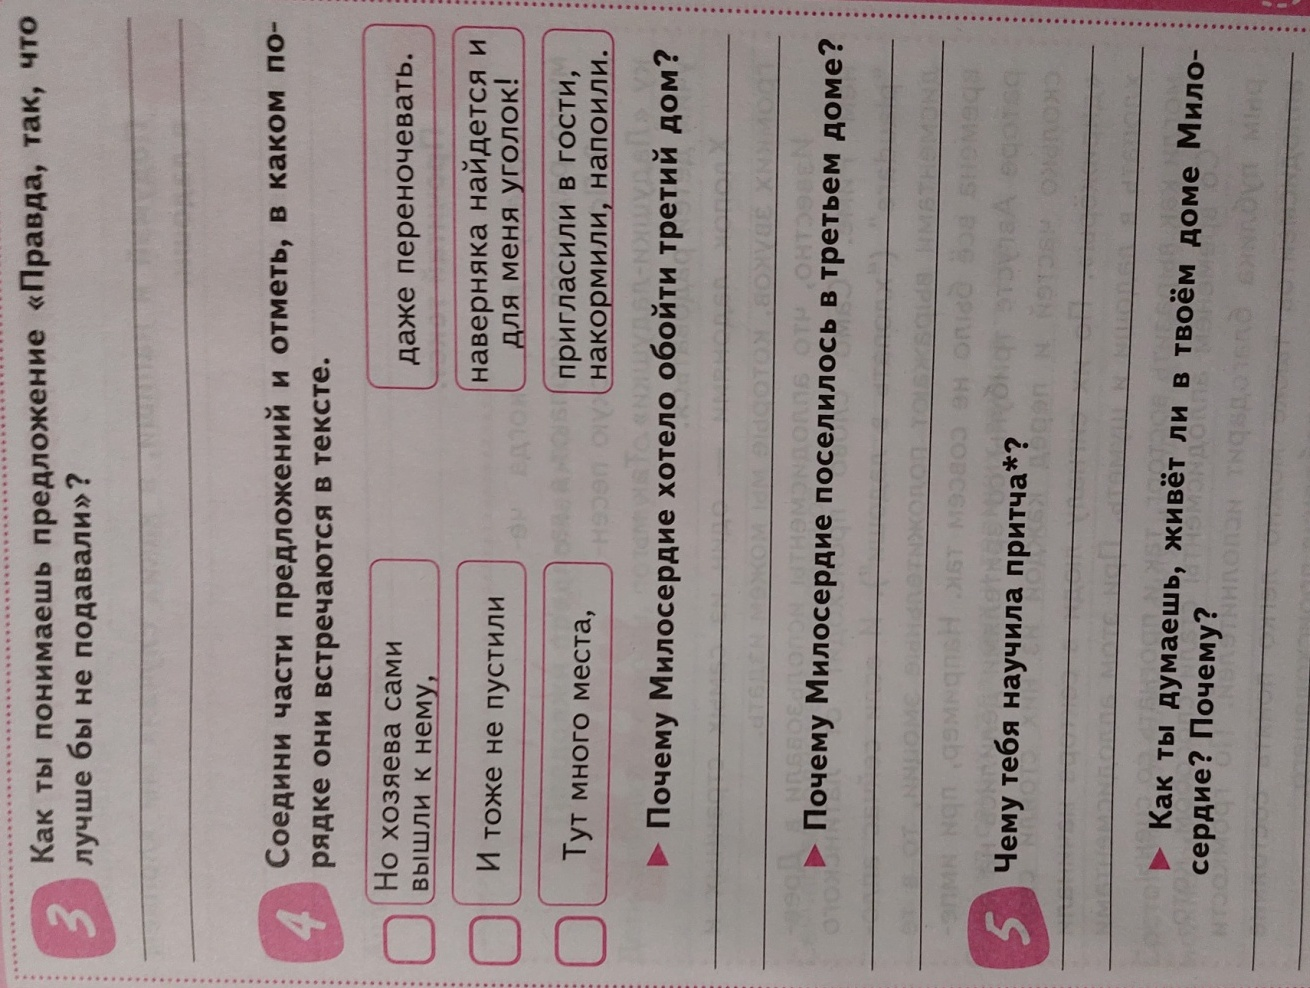 3
Как ты понимаешь предложение «Правда, так, что
лучше бы не подавали»?
4
Соедини части предложений и отметь, в каком по-
рядке они встречаются в тексте.
Но хозяева сами
вышли к нему,
даже переночевать.
И тоже не пустили
наверняка найдется и
для меня уголок!
Тут много места,
пригласили в гости,
накормили, напоили.
► Почему Милосердие хотело обойти третий дом?
► Почему Милосердие поселилось в третьем доме?
5
Чему тебя научила притча*?
► Как ты думаешь, живёт ли в твоём доме Мило-
сердие? Почему?